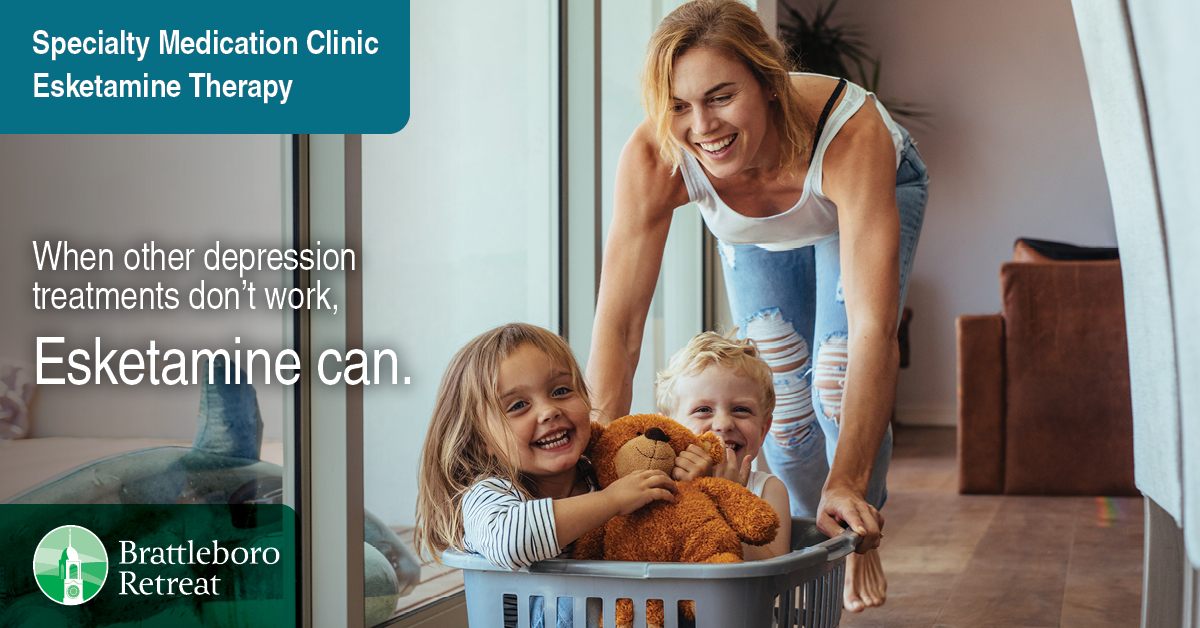 Specialty Medication Clinic
Esketamine Therapy
When other depression
treatments don’t work,
Esketamine can.
Brattleboro
Retreat